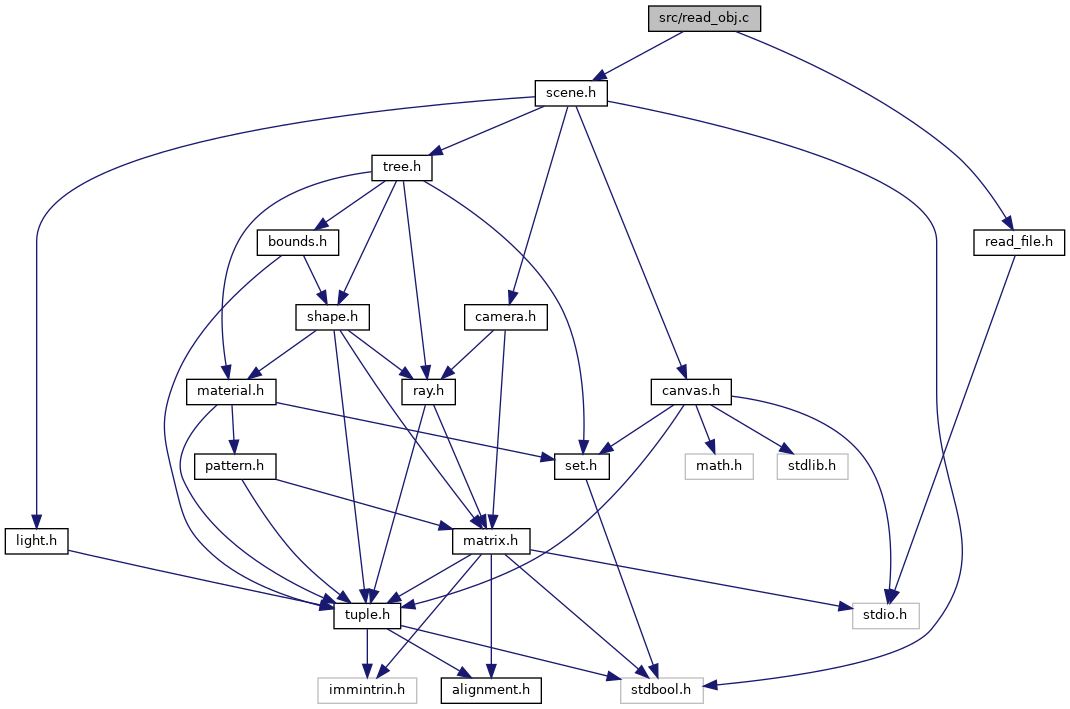 src/read_obj.c
scene.h
tree.h
bounds.h
read_file.h
shape.h
camera.h
material.h
ray.h
canvas.h
pattern.h
set.h
math.h
stdlib.h
light.h
matrix.h
tuple.h
stdio.h
immintrin.h
alignment.h
stdbool.h